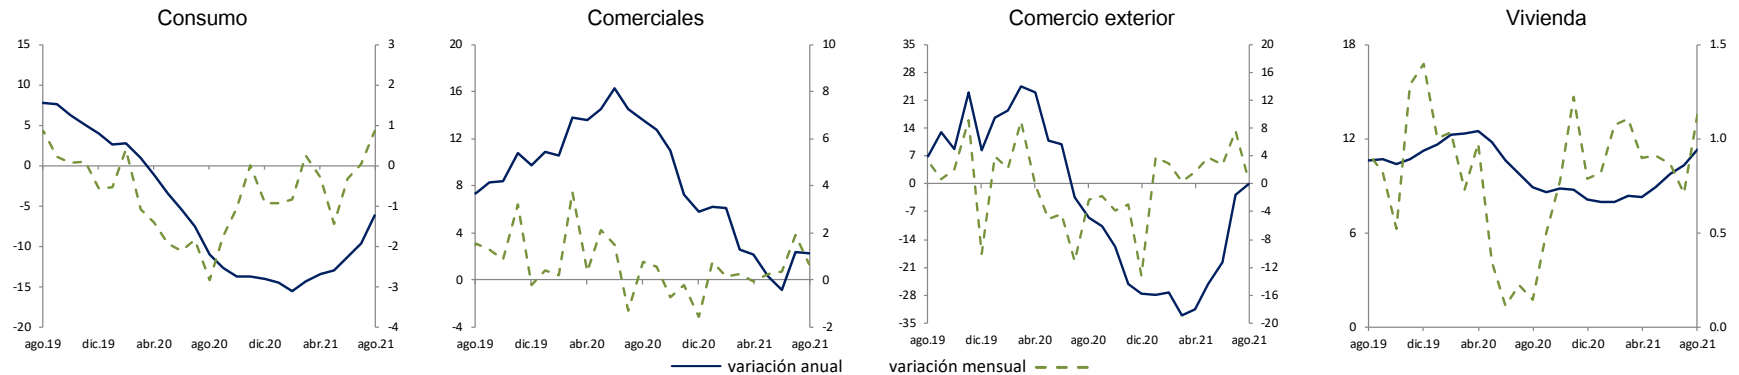 Consumo
Comerciales
Comercio exterior
Vivienda
15
10
5
0
-5
-10
-15
-20
3
2
1
0
-1
-2
-3
-4
ago.19
dic.19
abr.20
ago.20
dic.20
abr.21
ago.21
20
16
12
8
4
0
-4
10
8
6
4
2
0
-2
ago.19
dic.19
abr.20
ago.20
dic.20
abr.21
ago.21
35
28
21
14
7
0
-7
-14
-21
-28
-35
20
16
12
8
4
0
-4
-8
-12
-16
-20
ago.19
dic.19
abr.20
ago.20
dic.20
abr.21
ago.21
18
12
6
0
1.5
1.0
0.5
0.0
ago.19
dic.19
abr.20
ago.20
dic.20
abr.21
ago.21
variación anual
variación mensual